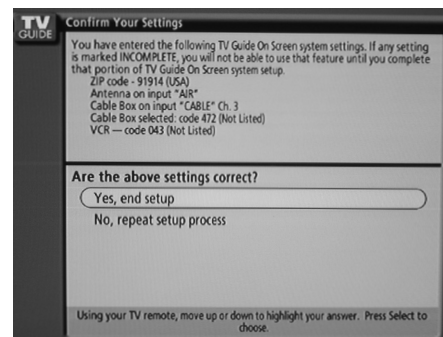 TV
GUIDE
Confirm Your Settings
You have entered the following TV Guide On Screen system settings. If any setting
is marked INCOMPLETE, you will not be able to use that feature until you complete
that portion of TV Guide On Screen system setup.
ZIP code - 91914 (USA)
Antenna on input "AIR"
Cable Box on input "CABLE" Ch. 3
Cable Box selected: code 472 (Not Listed)
VCR — code 043 (Not Listed)
Are the above settings correct?
Yes, end setup
No, repeat setup process
Using your TV remote, move up or down to highlight your answer. Press Select to
choose.